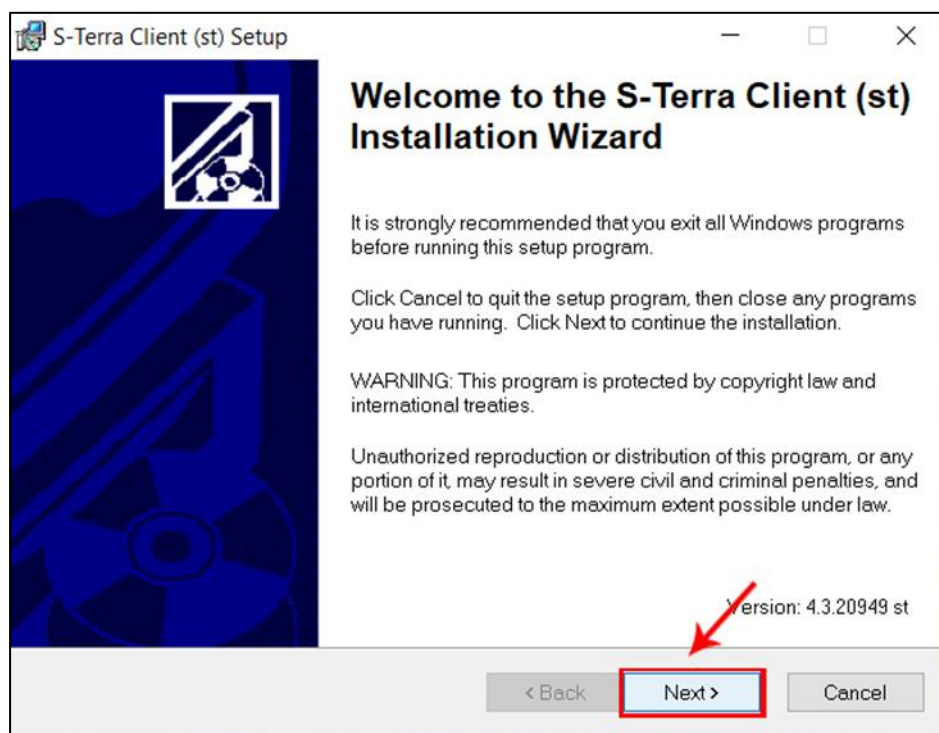 S-Terra Client (st) Setup
Welcome to the S-Terra Client (st)
Installation Wizard
It is strongly recommended that you exit all Windows programs
before running this setup program.
Click Cancel to quit the setup program, then close any programs
you have running. Click Next to continue the installation.
WARNING: This program is protected by copyright law and
international treaties.
Unauthorized reproduction or distribution of this program, or any
portion of it, may result in severe civil and criminal penalties, and
will be prosecuted to the maximum extent possible under law.
Version: 4.3.20949 st
< Back
Next >
Cancel